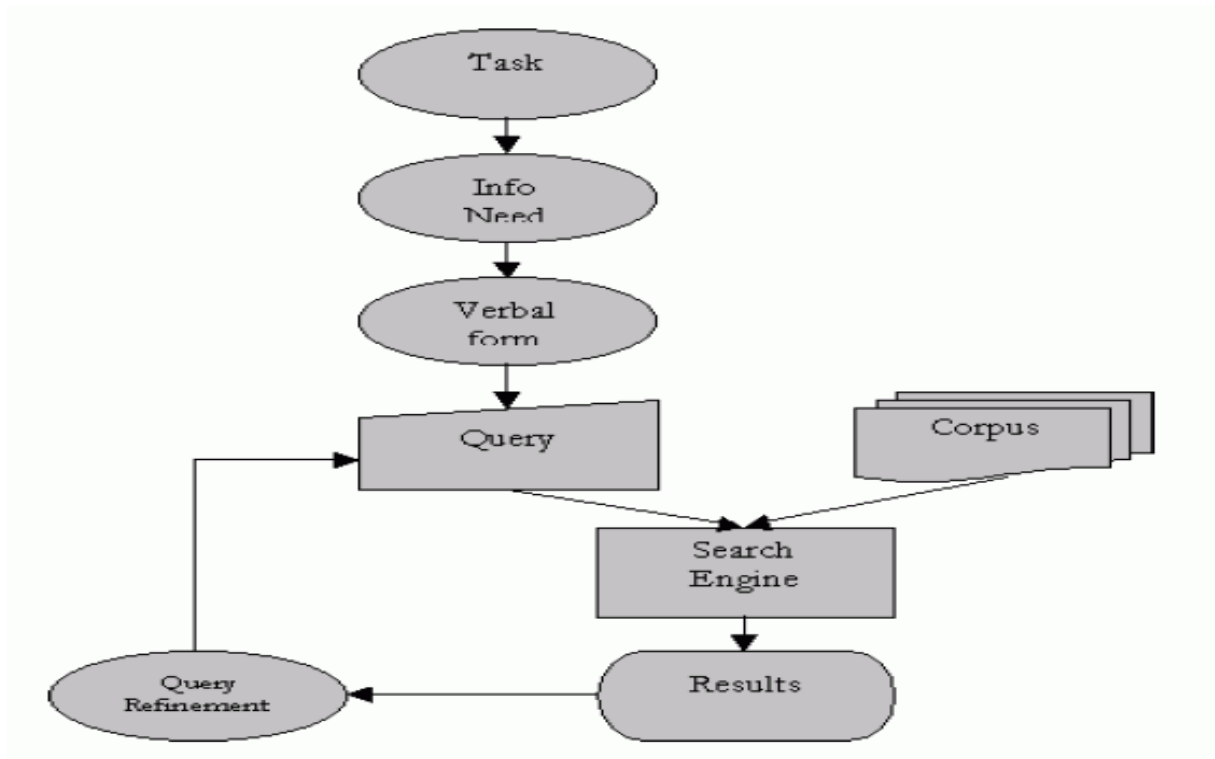 Task
Info
Need
Verbal
form
Query
Corpus
Search
Engine
Results
Query
Refinement